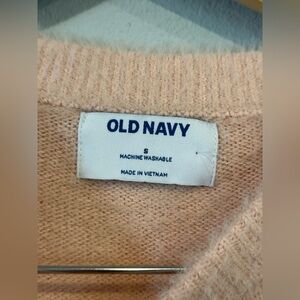 OLD NAVY
S
MACHINE WASHABLE
MADE IN VIETNAM